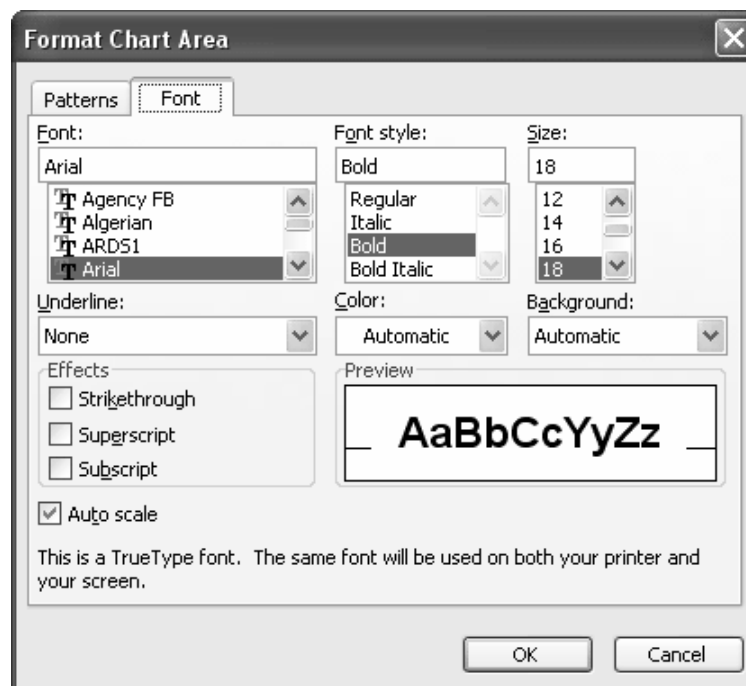 Format Chart Area
Patterns Font
Font: Font style: Size:
Arial Bold 18
Agency FB Regular 12
Algerian Italic 14
ARDS1 Bold 16
Arial Bold Italic 18
Underline: Color: Background:
None Automatic Automatic
Effects Preview
Strikethrough
Superscript AaBbCcYyZz
Subscript
Auto scale
This is a TrueType font. The same font will be used on both your printer and
your screen.
OK Cancel